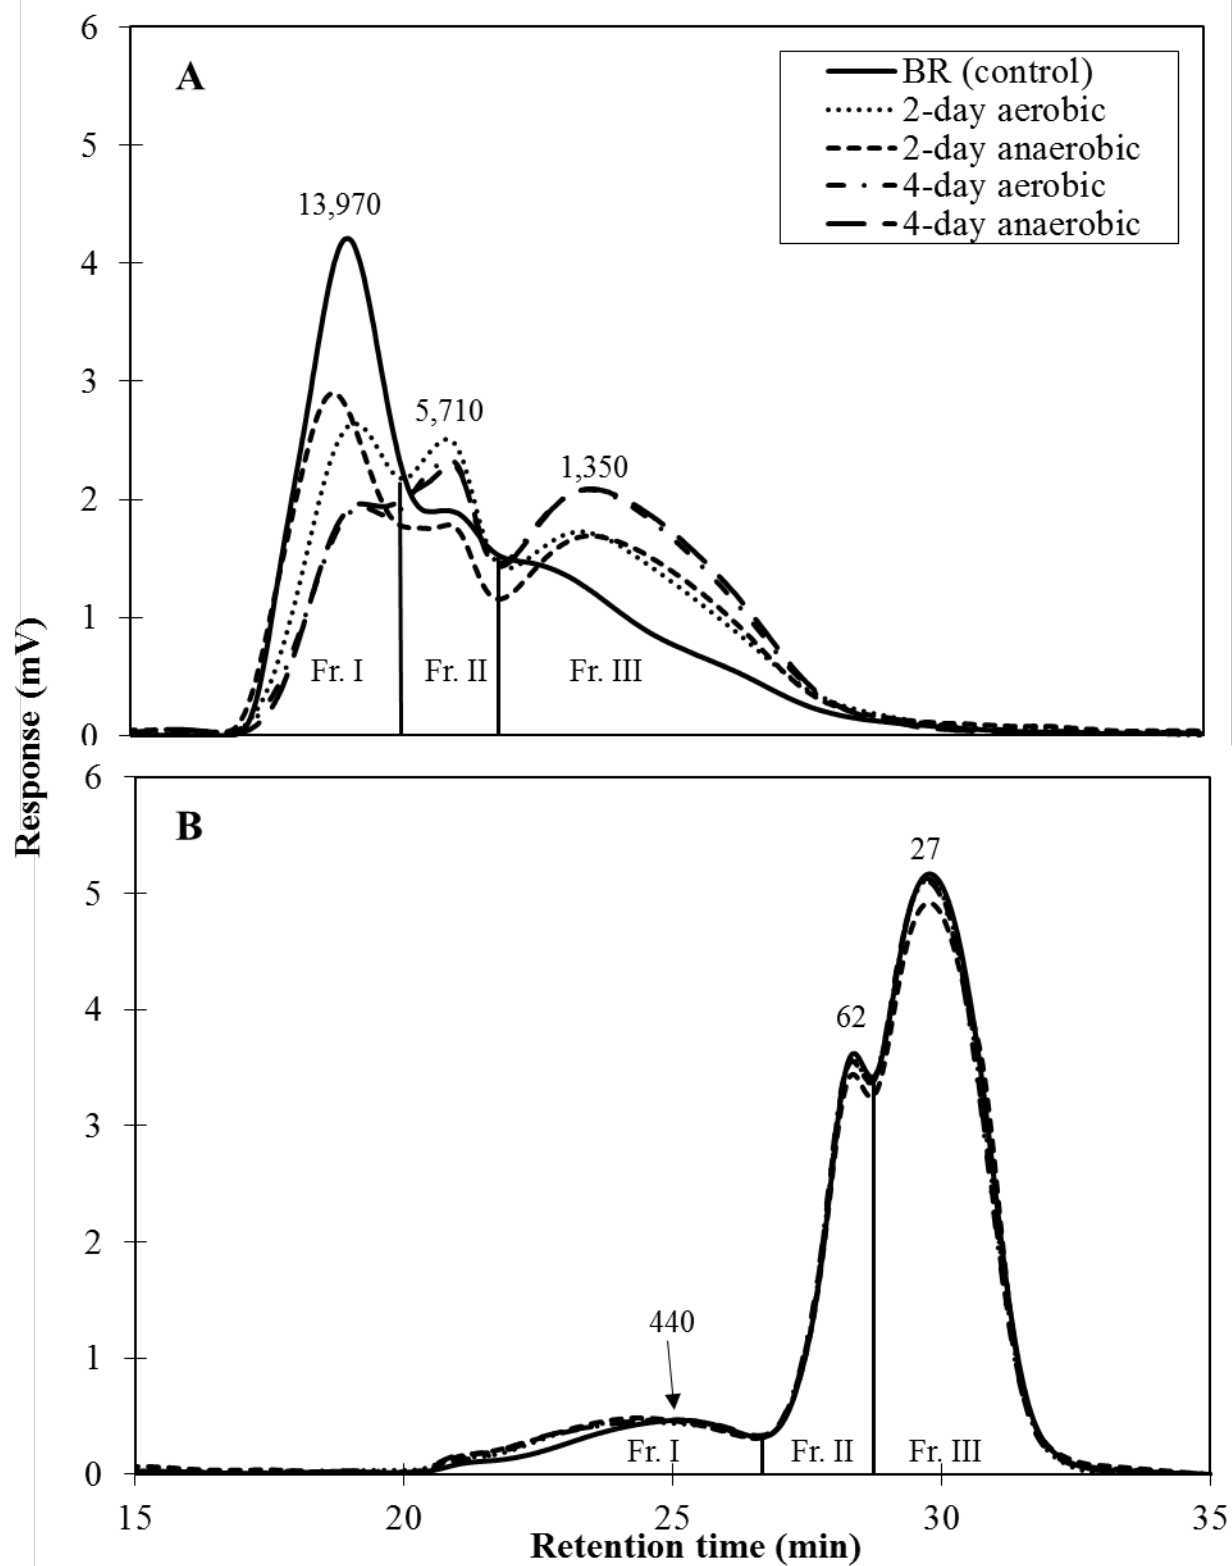 6
A
BR (control)
2-day aerobic
2-day anaerobic
4-day aerobic
4-day anaerobic
5
13,970
4
3
5,710
1,350
2
1
Fr. I
Fr. II
Fr. III
0
Response (mV)
6
B
27
5
62
4
3
2
440
1
Fr. I
Fr. II
Fr. III
0
15
20
25
30
35
Retention time (min)